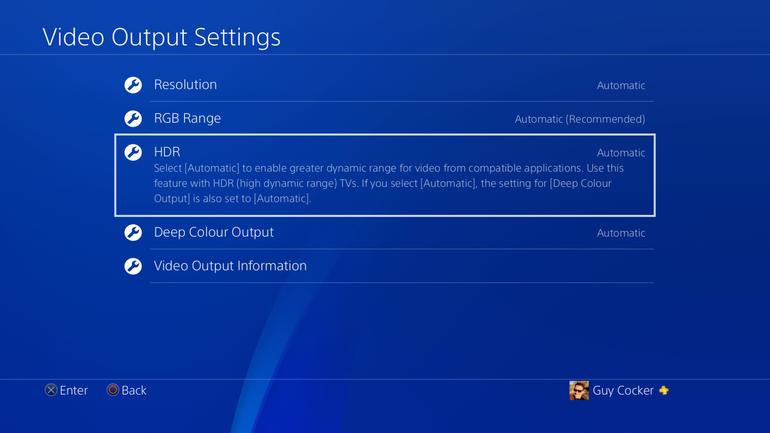 Video Output Settings
Resolution Automatic
RGB Range Automatic (Recommended)
HDR Automatic
Select [Automatic] to enable greater dynamic range for video from compatible applications. Use this
feature with HDR (high dynamic range) TVs. If you select [Automatic], the setting for [Deep Colour
Output] is also set to [Automatic].
Deep Colour Output Automatic
Video Output Information
Enter Back Guy Cocker